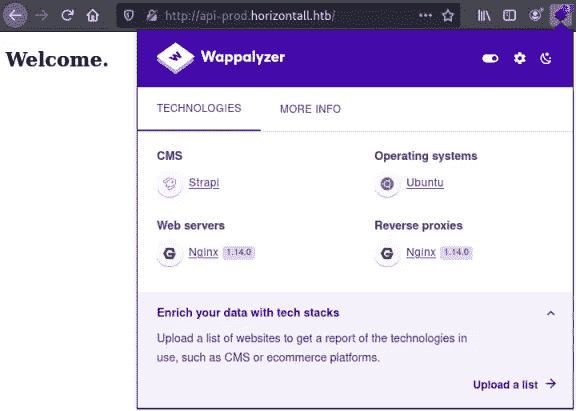 http://api-prod.horizontall.htb/
Welcome.
Wappalyzer
TECHNOLOGIES MORE INFO
CMS Operating systems
Strapi Ubuntu
Web servers Reverse proxies
Nginx 1.14.0 Nginx 1.14.0
Enrich your data with tech stacks
Upload a list of websites to get a report of the technologies in
use, such as CMS or ecommerce platforms.
Upload a list